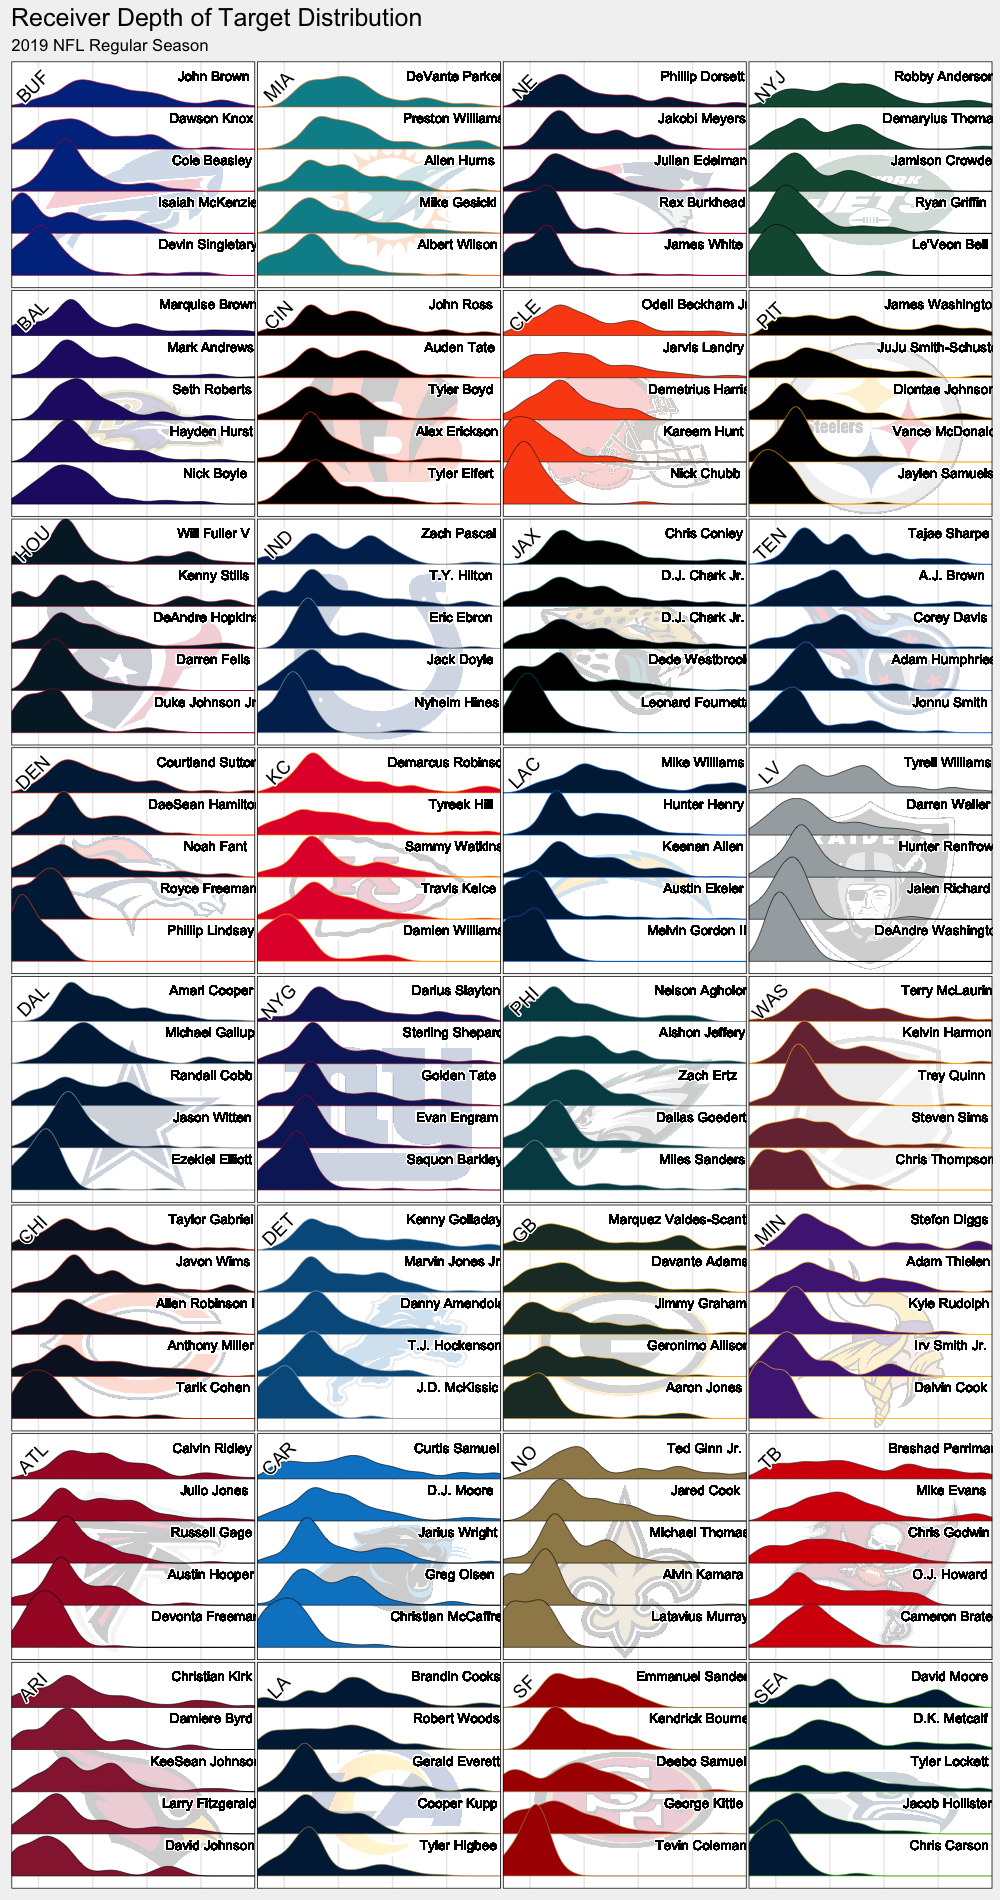 Receiver Depth of Target Distribution
2019 NFL Regular Season
BUF
John Brown
Dawson Knox
Cole Beasley
Isaiah McKenzie
Devin Singletary
MIA
DeVante Parker
Preston Williams
Allen Hurns
Mike Gesicki
Albert Wilson
NE
Phillip Dorsett
Jakobi Meyers
Julian Edelman
Rex Burkhead
James White
NYJ
Robby Anderson
Demaryius Thoma
Jamison Crowde
Ryan Griffin
Le'Veon Bell
YORK
JETS
BAL
Marquise Brown
Mark Andrews
Seth Roberts
Hayden Hurst
Nick Boyle
CIN
John Ross
Auden Tate
Tyler Boyd
Alex Erickson
Tyler Eifert
CLE
Odell Beckham Jr
Jarvis Landry
Demetrius Harris
Kareem Hunt
Nick Chubb
PIT
James Washingto
JuJu Smith-Schust
Diontae Johnson
Vance McDonald
Jaylen Samuels
Steelers
HOU
Will Fuller V
Kenny Stills
DeAndre Hopkins
Darren Fells
Duke Johnson Jr
IND
Zach Pascal
T.Y. Hilton
Eric Ebron
Jack Doyle
Nyheim Hines
JAX
Chris Conley
D.J. Chark Jr.
D.J. Chark Jr.
Dede Westbrook
Leonard Fournett
TEN
Tajae Sharpe
A.J. Brown
Corey Davis
Adam Humphries
Jonnu Smith
DEN
Courtland Sutton
DaeSean Hamilto
Noah Fant
Royce Freeman
Phillip Lindsay
KC
Demarcus Robinso
Tyreek Hill
Sammy Watkins
Travis Kelce
Damien Williams
KC
LAC
Mike Williams
Hunter Henry
Keenan Allen
Austin Ekeler
Melvin Gordon II
LV
Tyrell Williams
Darren Waller
Hunter Renfrow
Jalen Richard
DeAndre Washingto
RAIDERS
DAL
Amari Cooper
Michael Gallup
Randall Cobb
Jason Witten
Ezekiel Elliott
NYG
Darius Slayton
Sterling Shepard
Golden Tate
Evan Engram
Saquon Barkley
ny
PHI
Nelson Agholor
Alshon Jeffery
Zach Ertz
Dallas Goedert
Miles Sanders
WAS
Terry McLaurin
Kelvin Harmon
Trey Quinn
Steven Sims
Chris Thompson
CHI
Taylor Gabriel
Javon Wims
Allen Robinson I
Anthony Miller
Tarik Cohen
DET
Kenny Golladay
Marvin Jones Jr
Danny Amendola
T.J. Hockenson
J.D. McKissic
GB
Marquez Valdes-Scant
Davante Adams
Jimmy Graham
Geronimo Allison
Aaron Jones
MIN
Stefon Diggs
Adam Thielen
Kyle Rudolph
Irv Smith Jr.
Dalvin Cook
ATL
Calvin Ridley
Julio Jones
Russell Gage
Austin Hooper
Devonta Freeman
CAR
Curtis Samuel
D.J. Moore
Jarius Wright
Greg Olsen
Christian McCaffre
NO
Ted Ginn Jr.
Jared Cook
Michael Thomas
Alvin Kamara
Latavius Murray
TB
Breshad Perriman
Mike Evans
Chris Godwin
O.J. Howard
Cameron Brate
ARI
Christian Kirk
Damiere Byrd
KeeSean Johnson
Larry Fitzgerald
David Johnson
LA
Brandin Cooks
Robert Woods
Gerald Everett
Cooper Kupp
Tyler Higbee
SF
Emmanuel Sander
Kendrick Bourne
Deebo Samuel
George Kittle
Tevin Coleman
SF
SEA
David Moore
D.K. Metcalf
Tyler Lockett
Jacob Hollister
Chris Carson